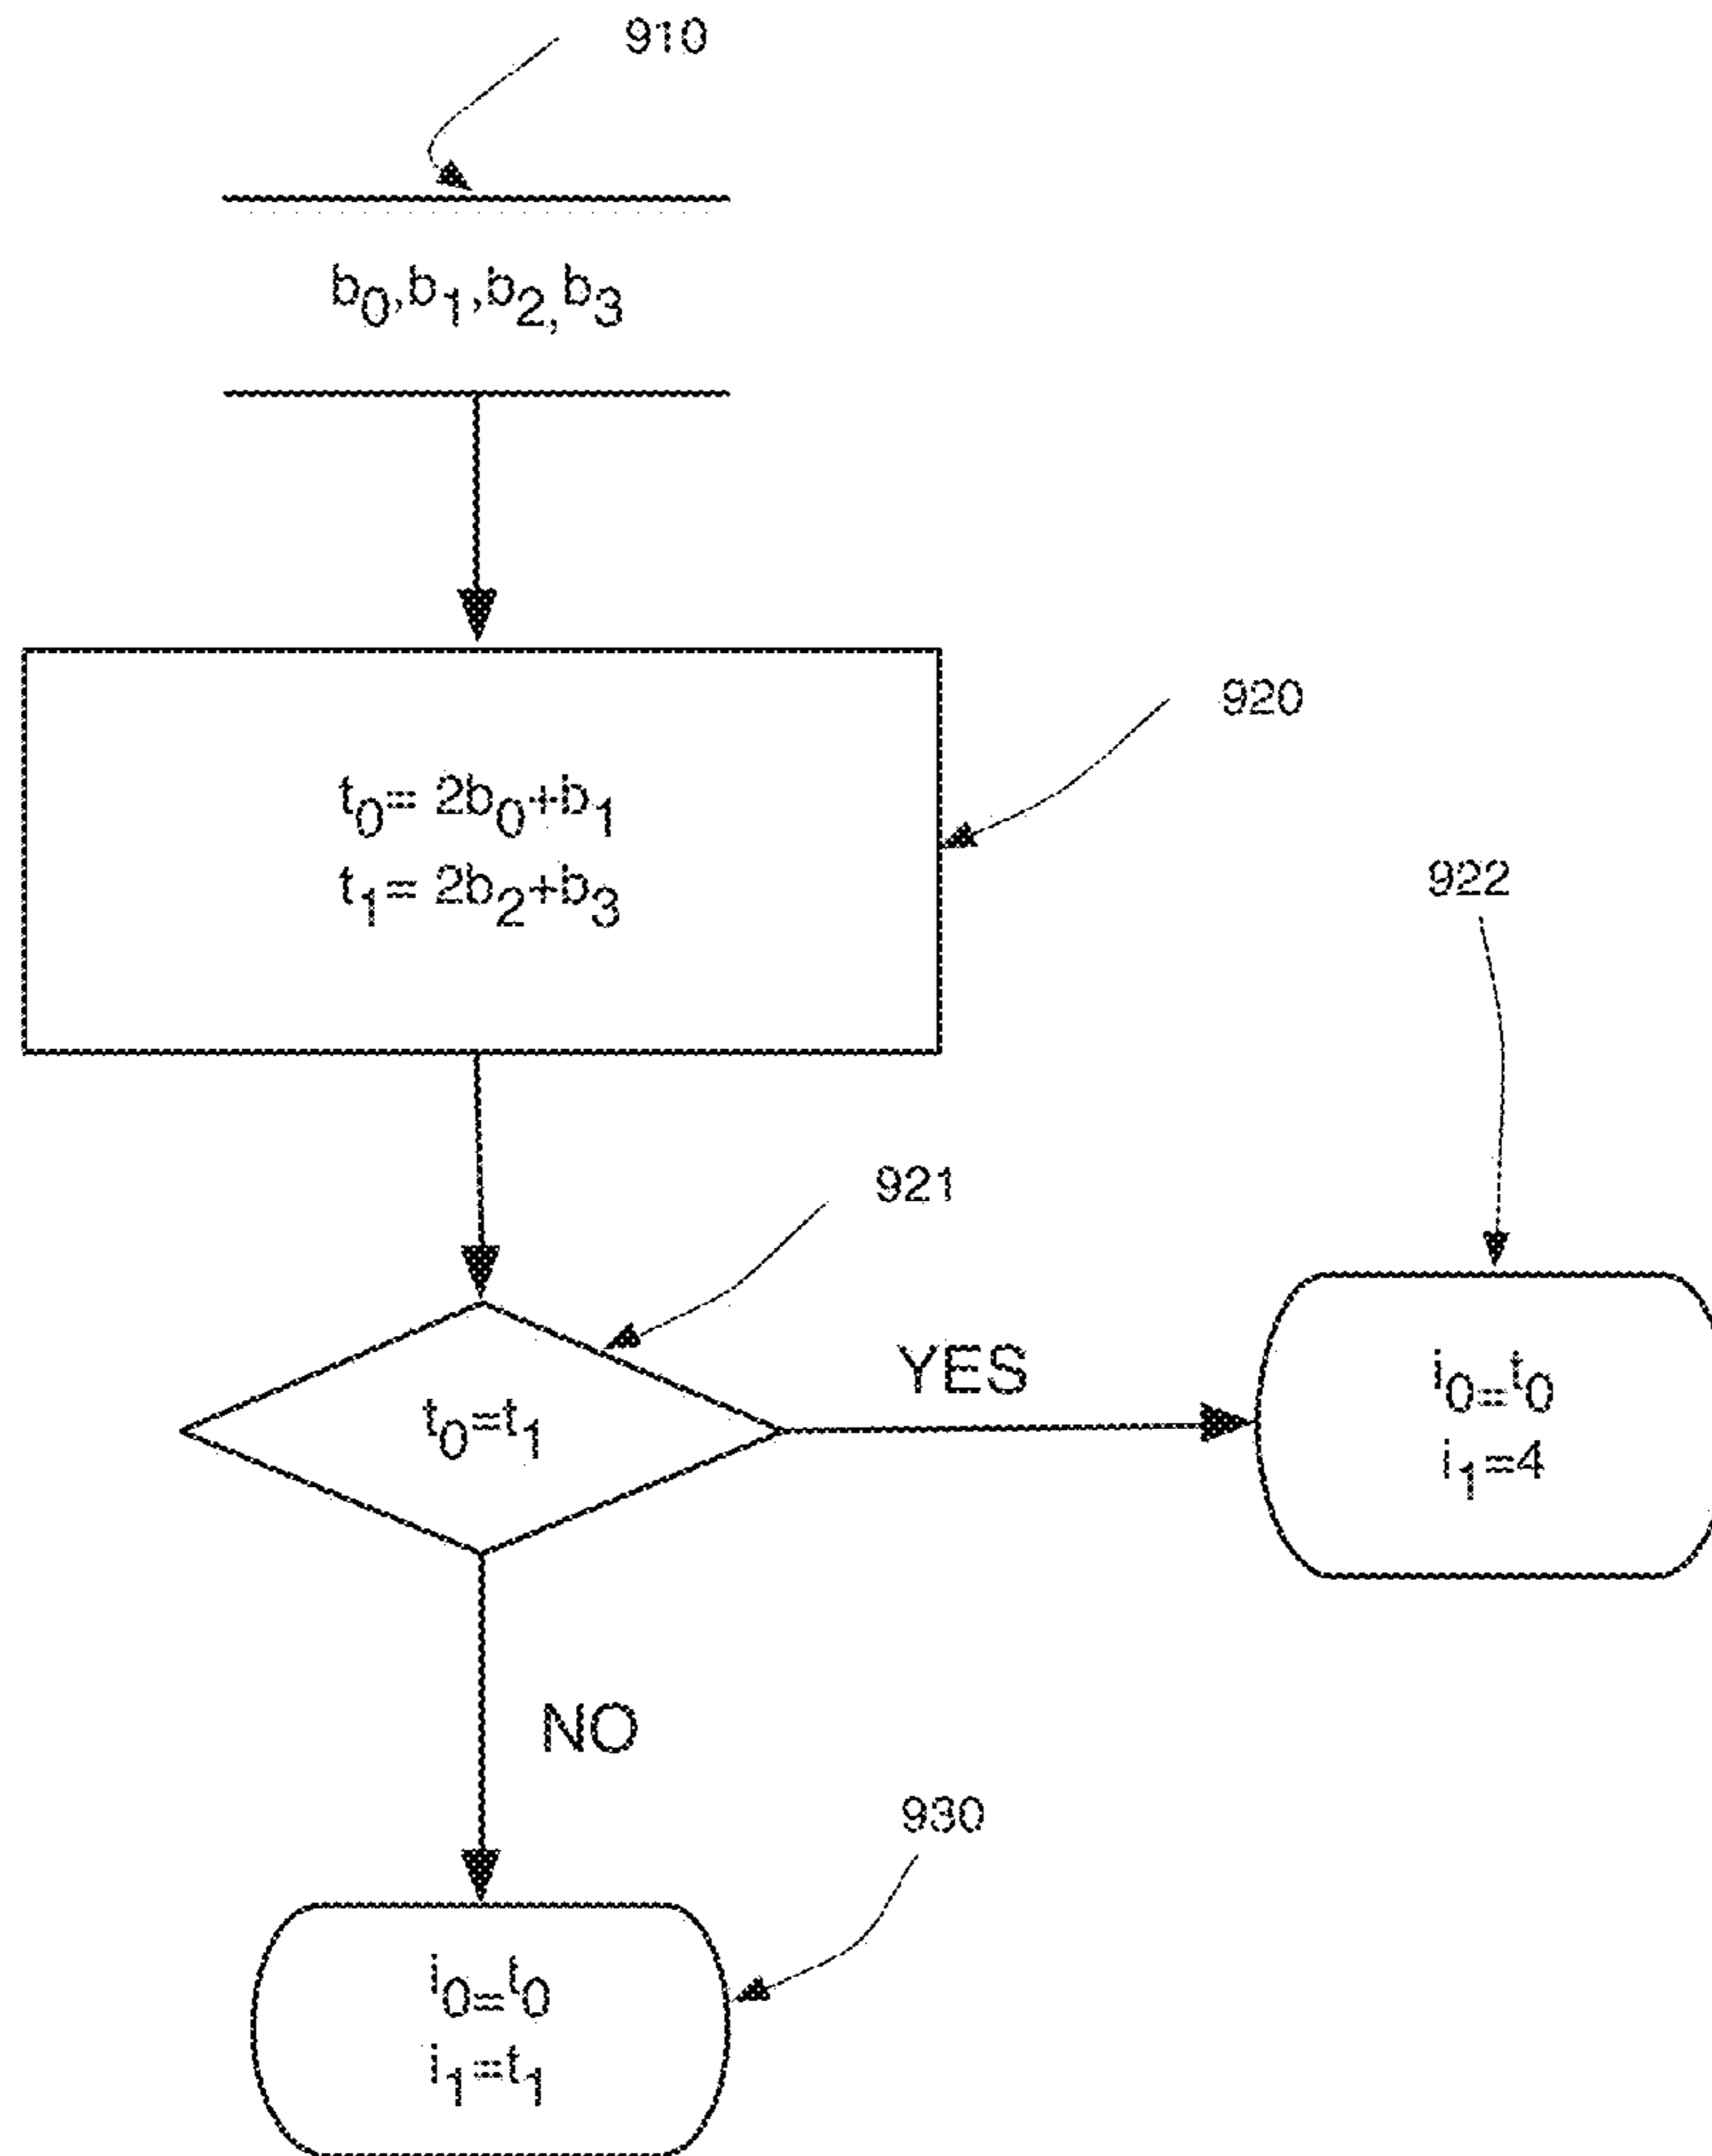 910
b₀,b₁,b₂,b₃
t₀= 2b₀+b₁
t₁= 2b₂+b₃
920
922
921
t₀=t₁
YES
i₀=t₀
i₁=4
NO
930
i₀=t₀
i₁=t₁